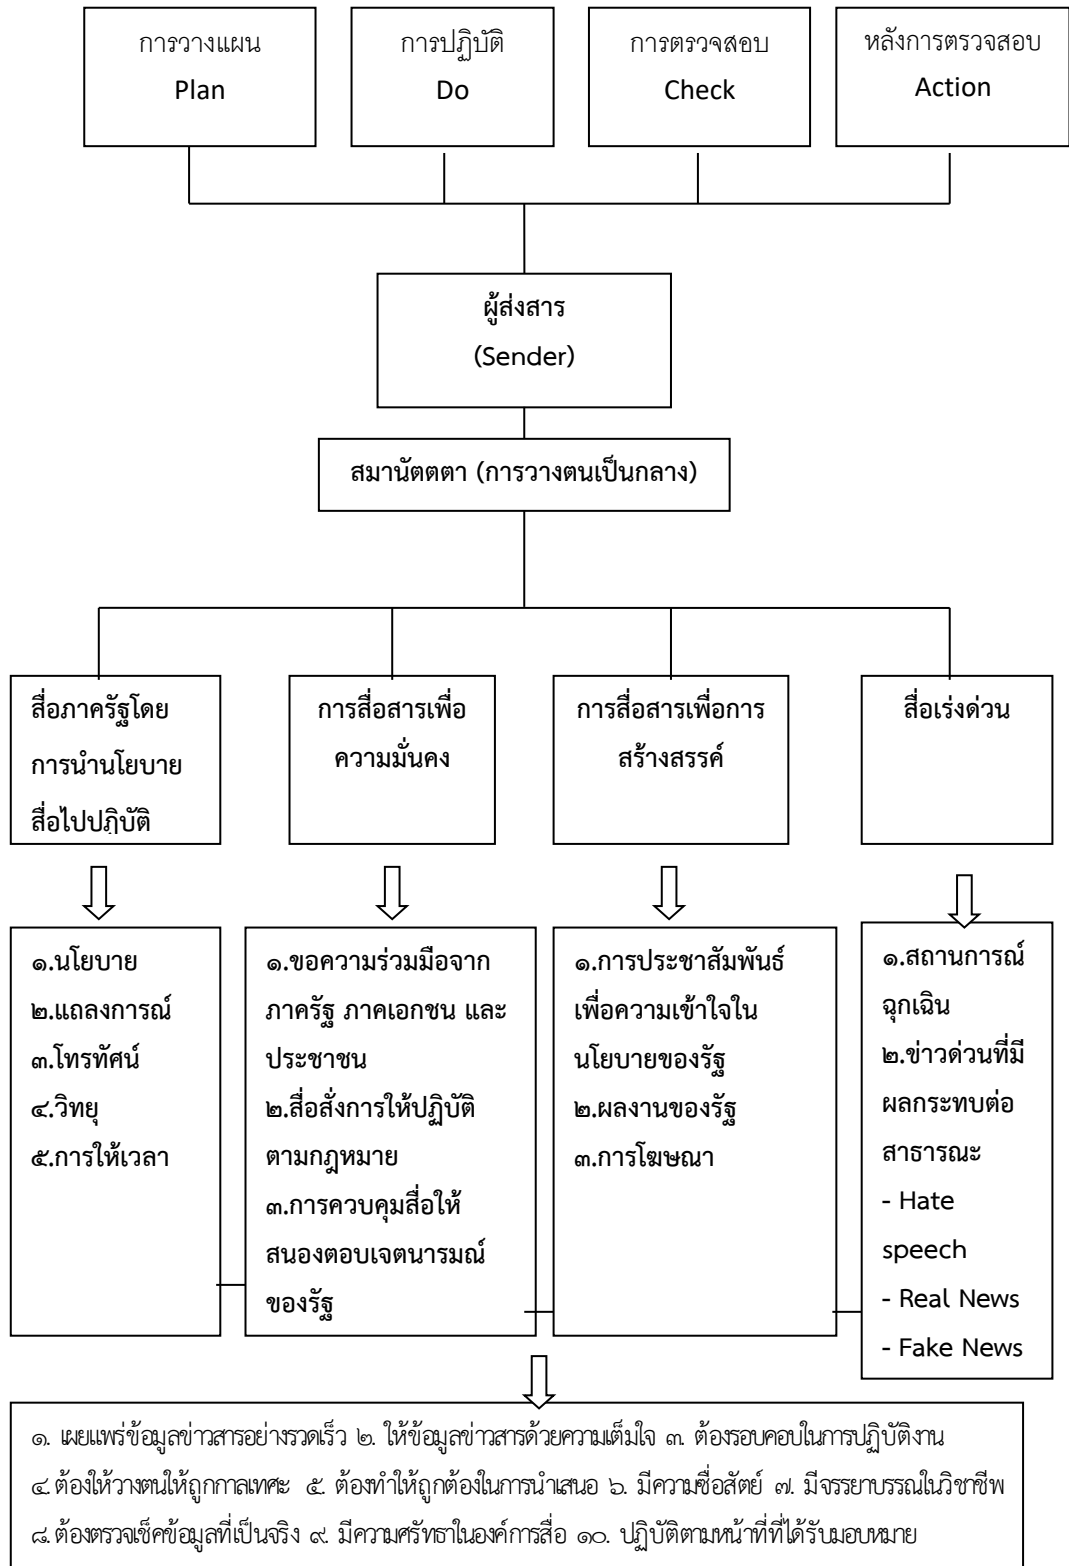 การวางแผน
Plan
การปฏิบัติ
Do
การตรวจสอบ
Check
หลังการตรวจสอบ
Action
ผู้ส่งสาร
(Sender)
สมานัตตตา (การวางตนเป็นกลาง)
สื่อภาครัฐโดย
การนำนโยบาย
สื่อไปปฏิบัติ
การสื่อสารเพื่อ
ความมั่นคง
การสื่อสารเพื่อการ
สร้างสรรค์
สื่อเร่งด่วน
๑.นโยบาย
๒.แถลงการณ์
๓.โทรทัศน์
๔.วิทยุ
๕.การให้เวลา
๑.ขอความร่วมมือจาก
ภาครัฐ ภาคเอกชน และ
ประชาชน
๒.สื่อสั่งการให้ปฏิบัติ
ตามกฎหมาย
๓.การควบคุมสื่อให้
สนองตอบเจตนารมณ์
ของรัฐ
๑.การประชาสัมพันธ์
เพื่อความเข้าใจใน
นโยบายของรัฐ
๒.ผลงานของรัฐ
๓.การโฆษณา
๑.สถานการณ์
ฉุกเฉิน
๒.ข่าวด่วนที่มี
ผลกระทบต่อ
สาธารณะ
- Hate
speech
- Real News
- Fake News
๑. เผยแพร่ข้อมูลข่าวสารอย่างรวดเร็ว ๒. ให้ข้อมูลข่าวสารด้วยความเต็มใจ ๓. ต้องรอบคอบในการปฏิบัติงาน
๔. ต้องให้วางตนให้ถูกกาลเทศะ ๕. ต้องทำให้ถูกต้องในการนำเสนอ ๖. มีความซื่อสัตย์ ๗. มีจรรยาบรรณในวิชาชีพ
๘. ต้องตรวจเช็คข้อมูลที่เป็นจริง ๙. มีความศรัทธาในองค์การสื่อ ๑๐. ปฏิบัติตามหน้าที่ที่ได้รับมอบหมาย